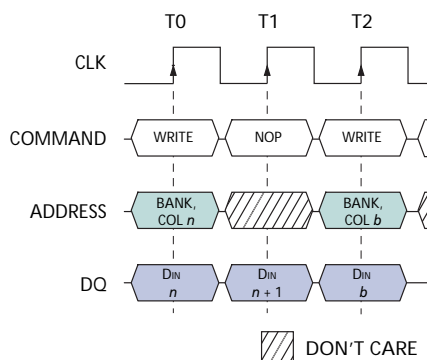 T0 T1 T2
CLK
COMMAND WRITE NOP WRITE
ADDRESS BANK, COL n BANK, COL b
DQ DIN n DIN n + 1 DIN b
DON'T CARE